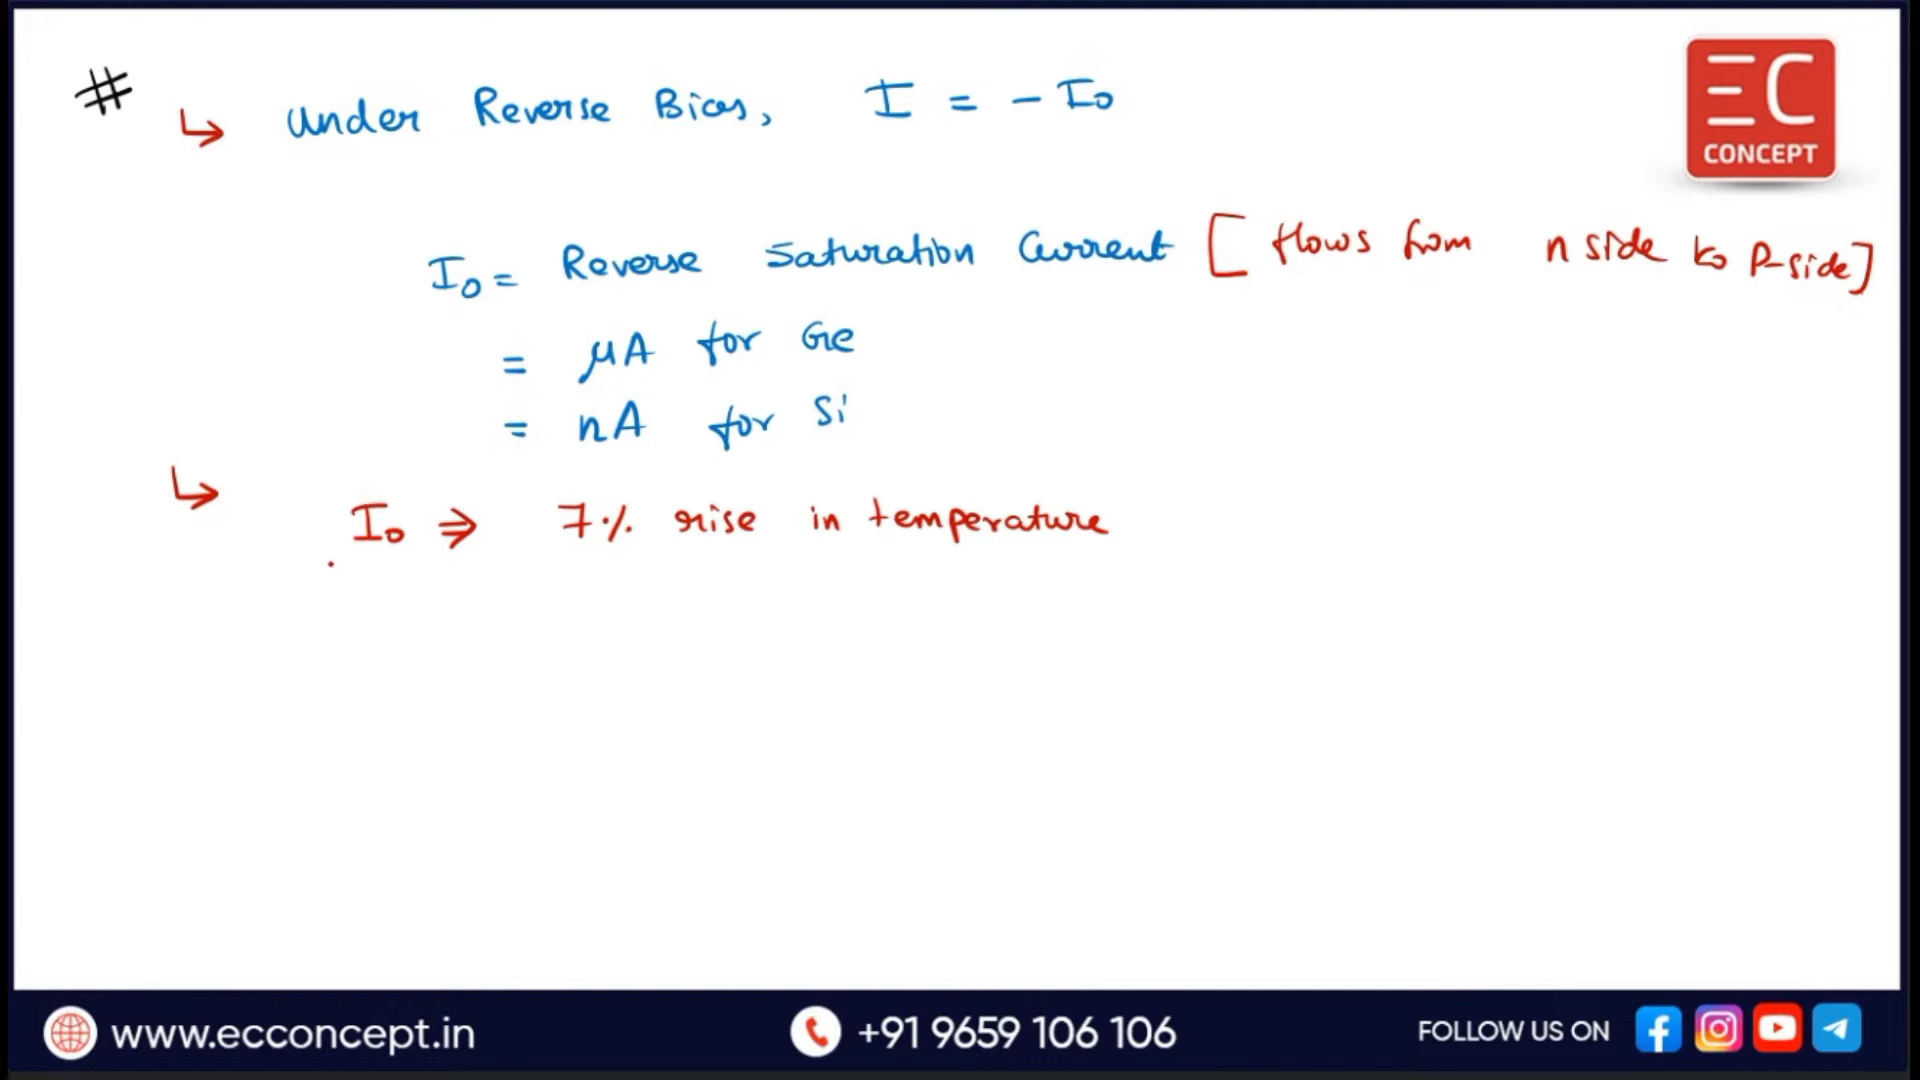 #
↳ Under Reverse Bias, I = - I₀
I₀ = Reverse Saturation Current [flows from n side to P-side]
= μA for Ge
= nA for Si
↳ I₀ ⇒ 7% rise in temperature
EC
CONCEPT
www.ecconcept.in
+91 9659 106 106
FOLLOW US ON